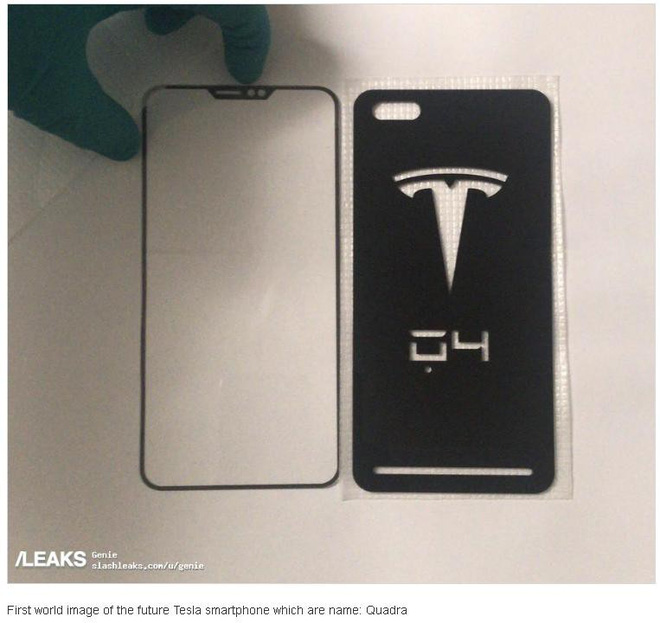 Q4
/LEAKS
Genie
slashleaks.com/u/genie
First world image of the future Tesla smartphone which are name: Quadra